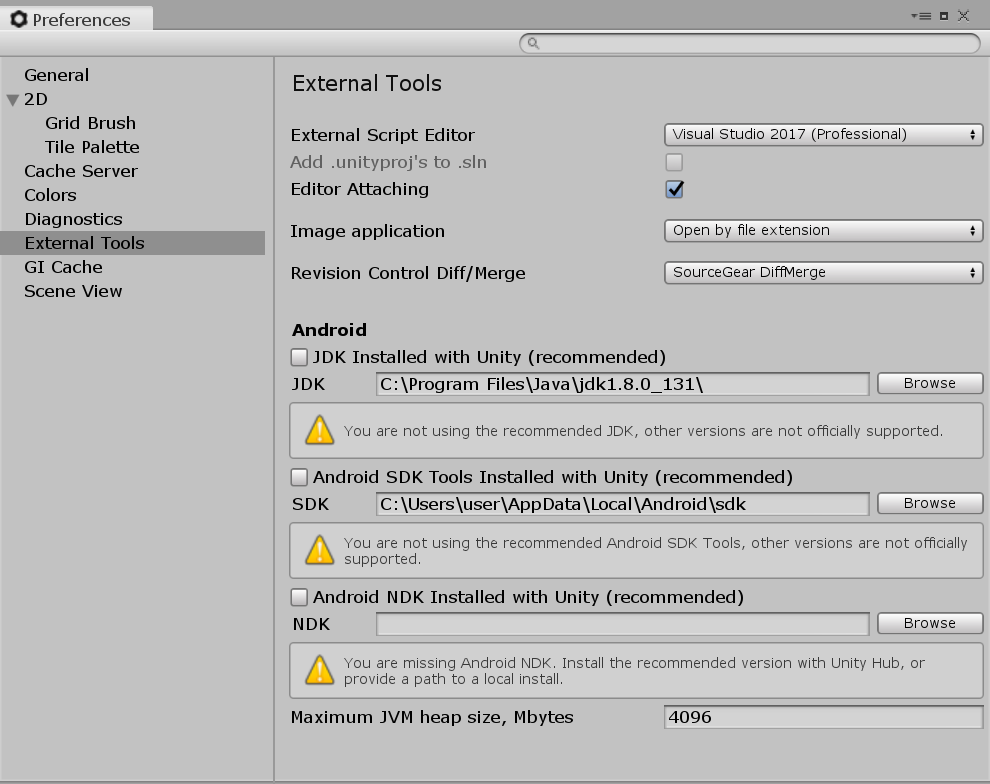 Preferences
General
2D
Grid Brush
Tile Palette
Cache Server
Colors
Diagnostics
External Tools
GI Cache
Scene View
External Tools
External Script Editor
Visual Studio 2017 (Professional)
Add .unityproj's to .sln
Editor Attaching
Image application
Open by file extension
Revision Control Diff/Merge
SourceGear DiffMerge
Android
JDK Installed with Unity (recommended)
JDK
C:\Program Files\Java\jdk1.8.0_131\
Browse
You are not using the recommended JDK, other versions are not officially supported.
Android SDK Tools Installed with Unity (recommended)
SDK
C:\Users\user\AppData\Local\Android\sdk
Browse
You are not using the recommended Android SDK Tools, other versions are not officially
supported.
Android NDK Installed with Unity (recommended)
NDK
Browse
You are missing Android NDK. Install the recommended version with Unity Hub, or
provide a path to a local install.
Maximum JVM heap size, Mbytes
4096